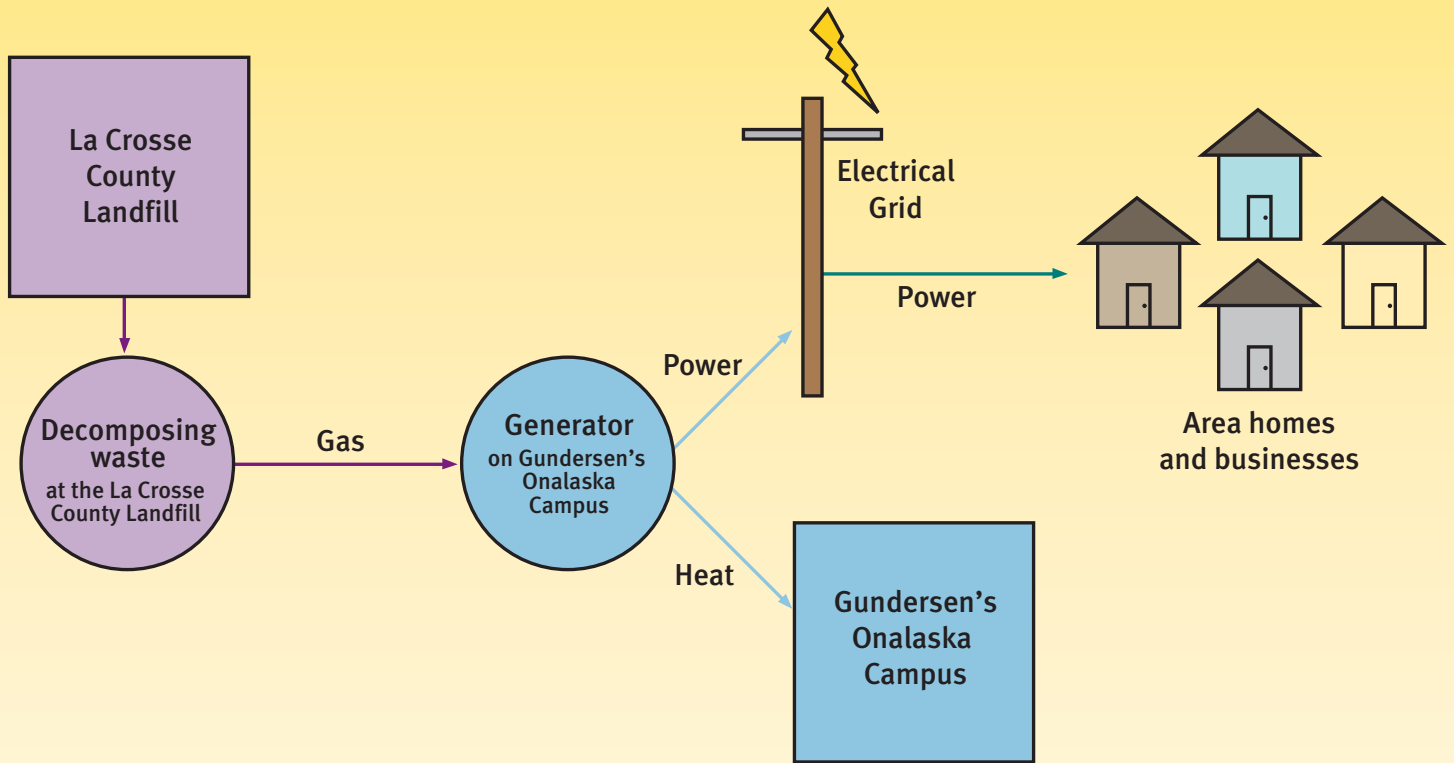 La Crosse
County
Landfill
Decomposing
waste
at the La Crosse
County Landfill
Gas
Generator
on Gundersen’s
Onalaska
Campus
Power
Heat
Electrical
Grid
Power
Area homes
and businesses
Gundersen’s
Onalaska
Campus